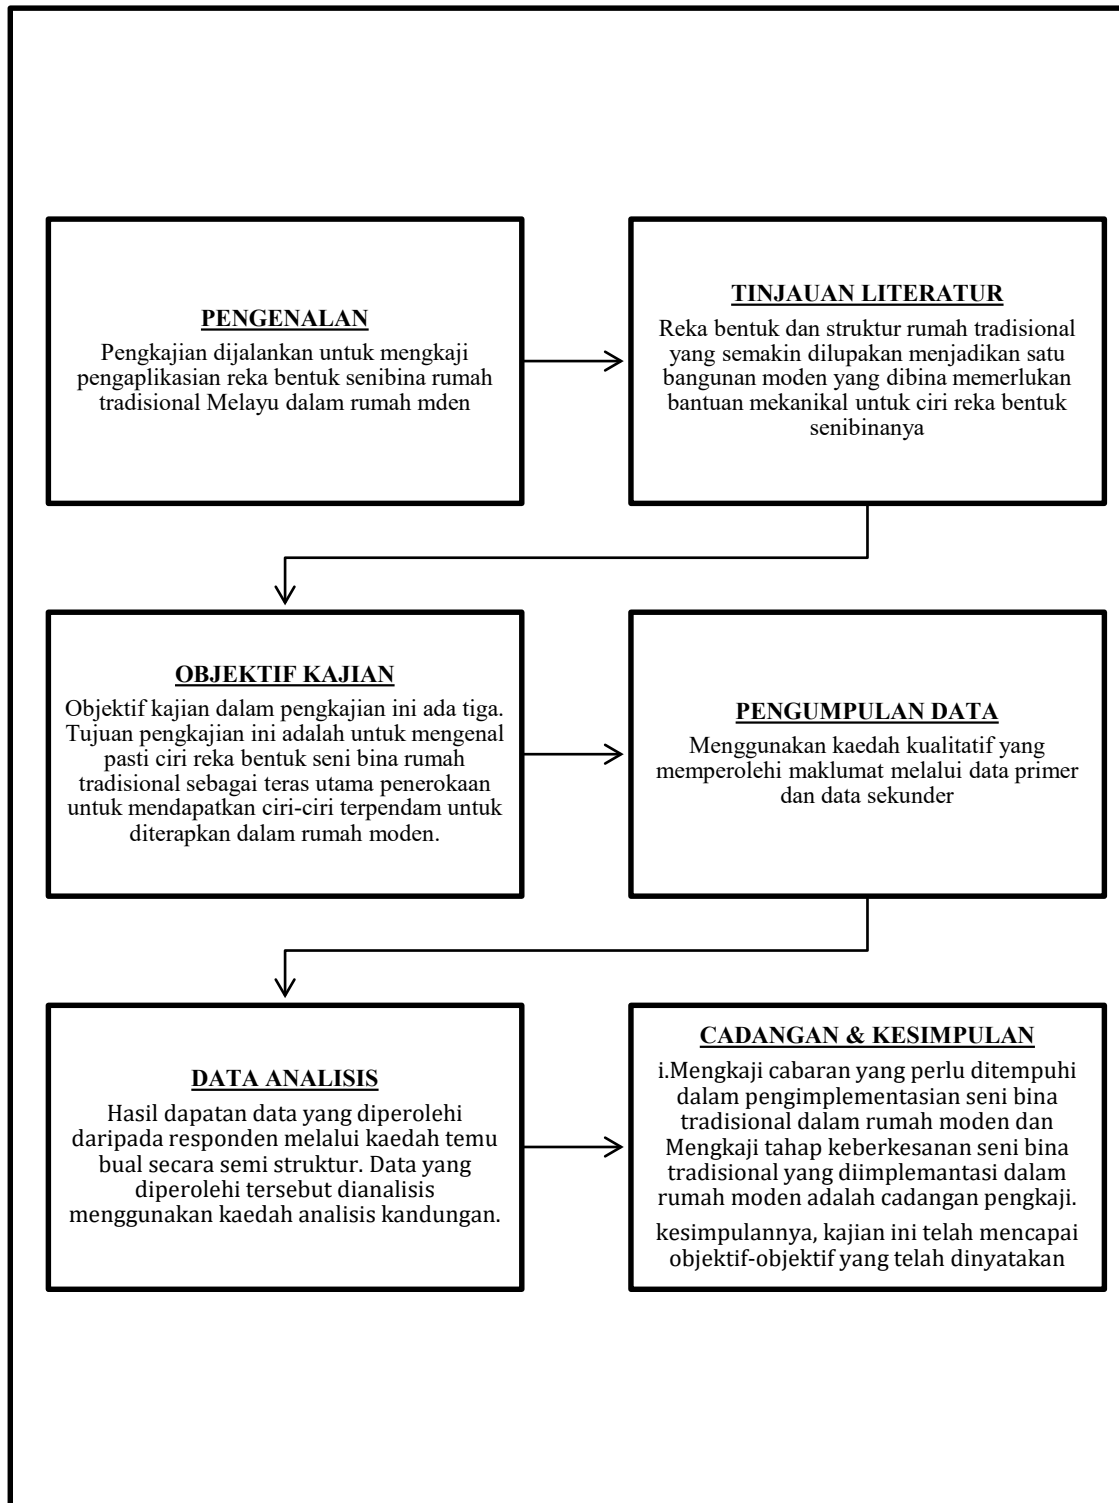 PENGENALAN
Pengkajian dijalankan untuk mengkaji
pengaplikasian reka bentuk senibina rumah
tradisional Melayu dalam rumah mden
TINJAUAN LITERATUR
Reka bentuk dan struktur rumah tradisional
yang semakin dilupakan menjadikan satu
bangunan moden yang dibina memerlukan
bantuan mekanikal untuk ciri reka bentuk
senibinanya
OBJEKTIF KAJIAN
Objektif kajian dalam pengkajian ini ada tiga.
Tujuan pengkajian ini adalah untuk mengenal
pasti ciri reka bentuk seni bina rumah
tradisional sebagai teras utama penerokaan
untuk mendapatkan ciri-ciri terpendam untuk
diterapkan dalam rumah moden.
PENGUMPULAN DATA
Menggunakan kaedah kualitatif yang
memperolehi maklumat melalui data primer
dan data sekunder
DATA ANALISIS
Hasil dapatan data yang diperolehi
daripada responden melalui kaedah temu
bual secara semi struktur. Data yang
diperolehi tersebut dianalisis
menggunakan kaedah analisis kandungan.
CADANGAN & KESIMPULAN
i.Mengkaji cabaran yang perlu ditempuhi
dalam pengimplementasian seni bina
tradisional dalam rumah moden dan
Mengkaji tahap keberkesanan seni bina
tradisional yang diimplemantasi dalam
rumah moden adalah cadangan pengkaji.
kesimpulannya, kajian ini telah mencapai
objektif-objektif yang telah dinyatakan